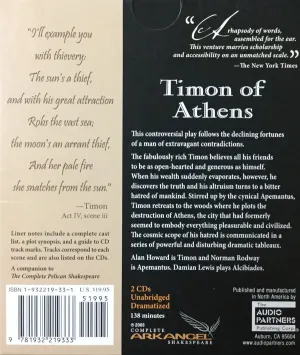 "I'll example you
with thievery:
The sun's a thief,
and with his great attraction
Robs the vast sea;
the moon's an arrant thief,
And her pale fire
she snatches from the sun."
—Timon
Act IV, scene iii
Liner notes include a complete cast
list, a plot synopsis, and a guide to CD
track marks. Tracks correspond to each
scene and are also listed on the CDs.
A companion to
The Complete Pelican Shakespeare
ISBN 1-932219-33-1 U.S. $19.95
51995
9 781932 219333
"A rhapsody of words,
assembled for the ear.
This venture marries scholarship
and accessibility on an unmatched scale."
—The New York Times
Timon of
Athens
This controversial play follows the declining fortunes
of a man of extravagant contradictions.
The fabulously rich Timon believes all his friends
to be as open-hearted and generous as himself.
When his wealth suddenly evaporates, however, he
discovers the truth and his altruism turns to a bitter
hatred of mankind. Stirred up by the cynical Apemantus,
Timon retreats to the woods where he plots the
destruction of Athens, the city that had formerly
seemed to embody everything pleasurable and civilized.
The cosmic scope of his hatred is communicated in a
series of powerful and disturbing dramatic tableaux.
Alan Howard is Timon and Norman Rodway
is Apemantus. Damian Lewis plays Alcibiades.
2 CDs
Unabridged
Dramatized
138 minutes
© 2003
COMPLETE
ARKANGEL
SHAKESPEARE
Published and manufactured
in North America by
The
AUDIO
PARTNERS
Publishing Corp.
Auburn, CA 95604
www.audiopartners.com